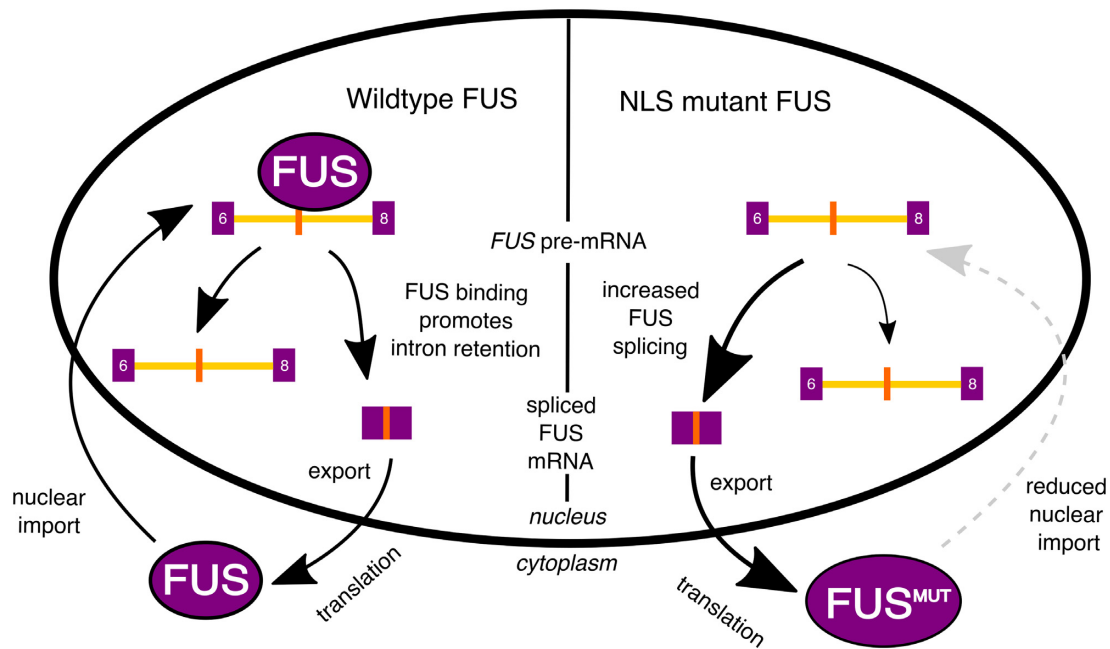 Wildtype FUS
NLS mutant FUS
FUS
6
8
6
8
FUS pre-mRNA
FUS binding
promotes
intron retention
increased
FUS
splicing
6
8
6
8
spliced
FUS
mRNA
export
export
nuclear
import
reduced
nuclear
import
nucleus
cytoplasm
FUS
translation
translation
FUSᴹᵁᵀ